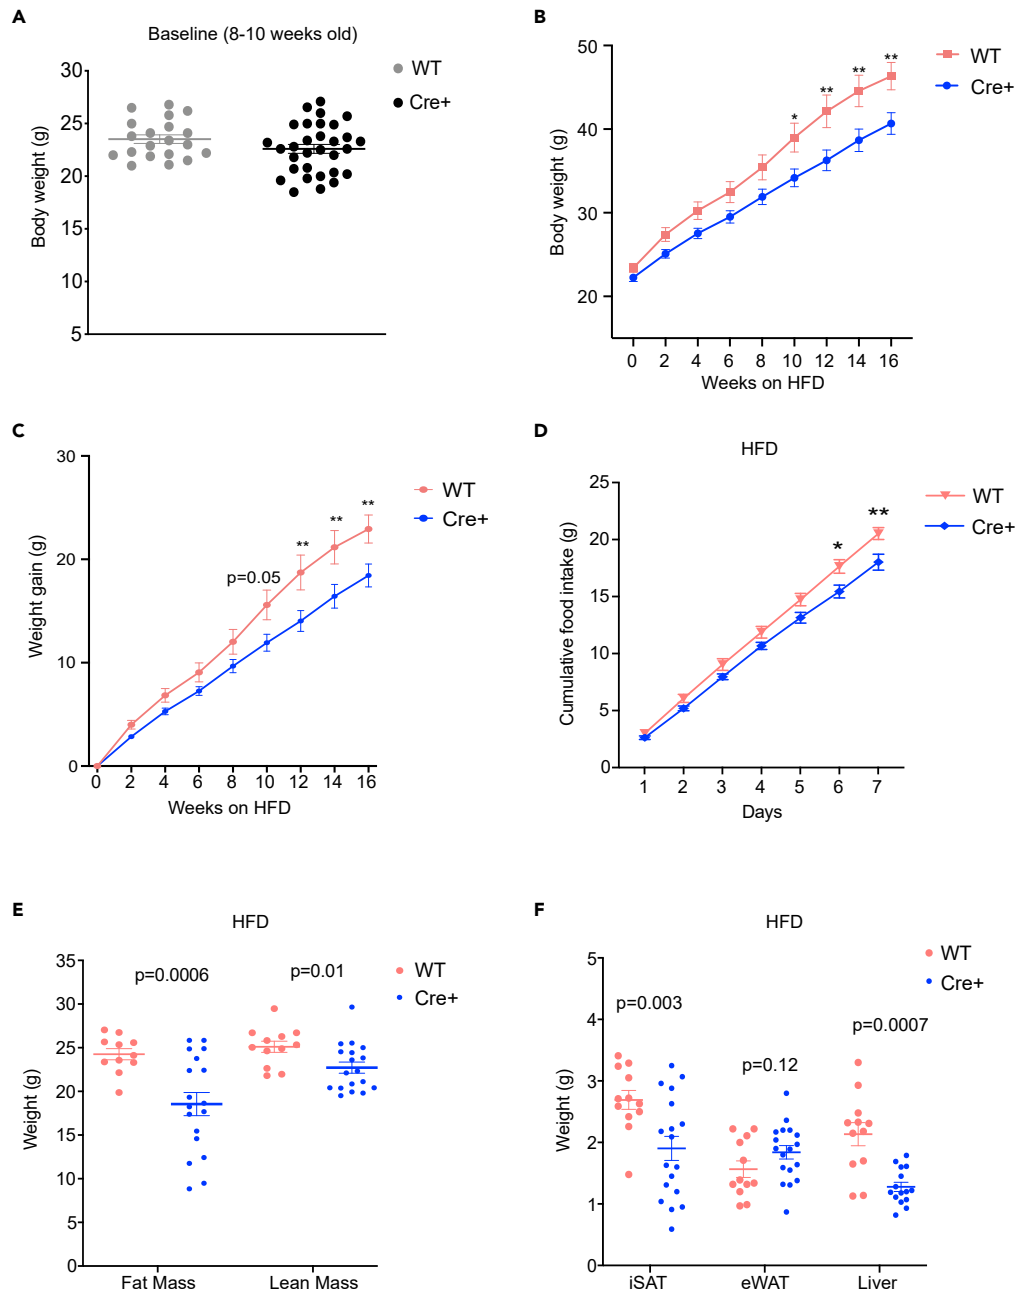 A
Baseline (8-10 weeks old)
WT
Cre+
Body weight (g)
30
25
20
15
10
5
B
WT
Cre+
Body weight (g)
50
40
30
20
* ** ** **
0 2 4 6 8 10 12 14 16
Weeks on HFD
C
WT
Cre+
Weight gain (g)
30
20
10
0
p=0.05
** ** **
0 2 4 6 8 10 12 14 16
Weeks on HFD
D
HFD
WT
Cre+
Cumulative food intake (g)
25
20
15
10
5
0
* **
1 2 3 4 5 6 7
Days
E
HFD
WT
Cre+
p=0.0006 p=0.01
Weight (g)
35
30
25
20
15
10
5
0
Fat Mass Lean Mass
F
HFD
WT
Cre+
p=0.003
p=0.12
p=0.0007
Weight (g)
5
4
3
2
1
0
iSAT eWAT Liver